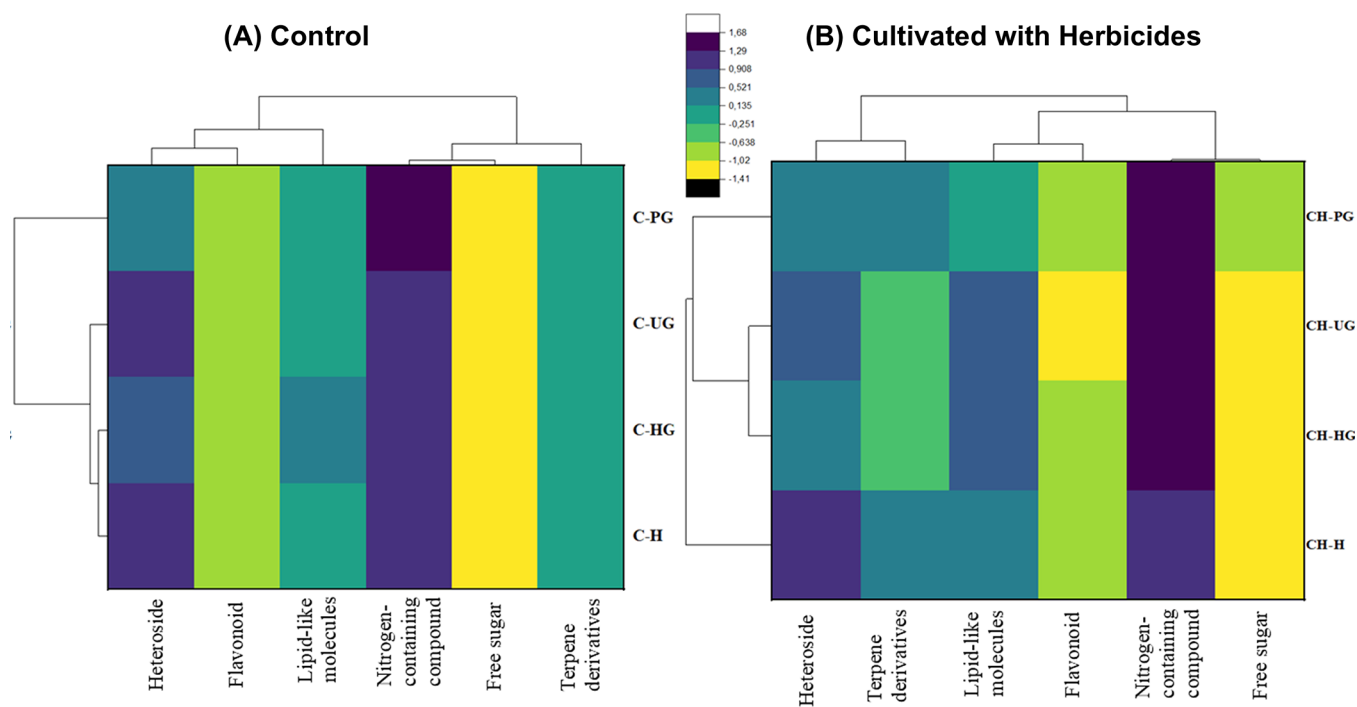 (A) Control
(B) Cultivated with Herbicides
1,68
1,29
0,908
0,521
0,135
-0,251
-0,638
-1,02
-1,41
C-PG
C-UG
C-HG
C-H
Heteroside
Flavonoid
Lipid-like
molecules
Nitrogen-
containing
compound
Free sugar
Terpene
derivatives
CH-PG
CH-UG
CH-HG
CH-H
Heteroside
Terpene
derivatives
Lipid-like
molecules
Flavonoid
Nitrogen-
containing
compound
Free sugar